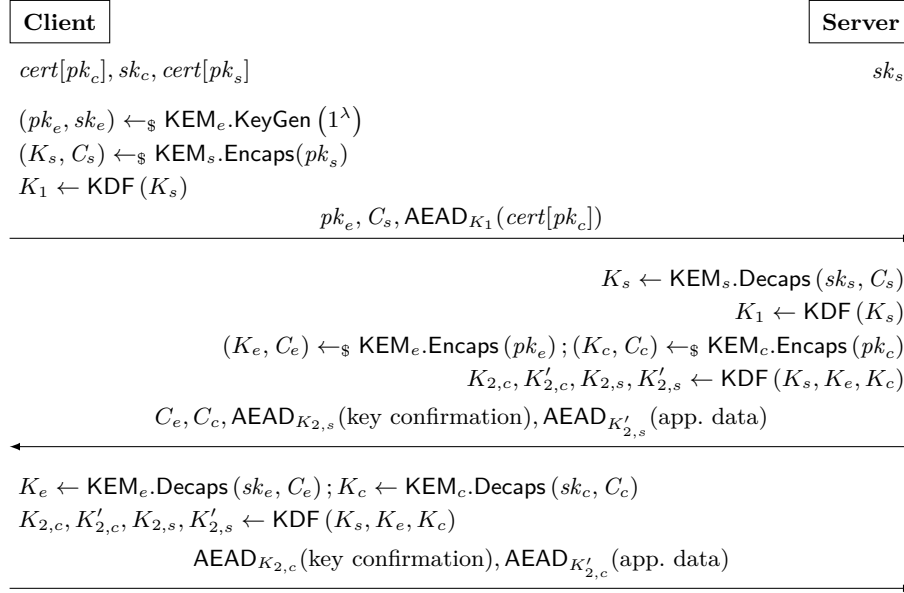 Client Server
cert[pk_c], sk_c, cert[pk_s] sk_s
(pk_e, sk_e) ←$ KEM_e.KeyGen (1^λ)
(K_s, C_s) ←$ KEM_s.Encaps(pk_s)
K_1 ← KDF (K_s)
pk_e, C_s, AEAD_{K_1}(cert[pk_c])
K_s ← KEM_s.Decaps (sk_s, C_s)
K_1 ← KDF (K_s)
(K_e, C_e) ←$ KEM_e.Encaps (pk_e) ; (K_c, C_c) ←$ KEM_c.Encaps (pk_c)
K_{2,c}, K'_{2,c}, K_{2,s}, K'_{2,s} ← KDF (K_s, K_e, K_c)
C_e, C_c, AEAD_{K_{2,s}}(key confirmation), AEAD_{K'_{2,s}}(app. data)
K_e ← KEM_e.Decaps (sk_e, C_e) ; K_c ← KEM_c.Decaps (sk_c, C_c)
K_{2,c}, K'_{2,c}, K_{2,s}, K'_{2,s} ← KDF (K_s, K_e, K_c)
AEAD_{K_{2,c}}(key confirmation), AEAD_{K'_{2,c}}(app. data)